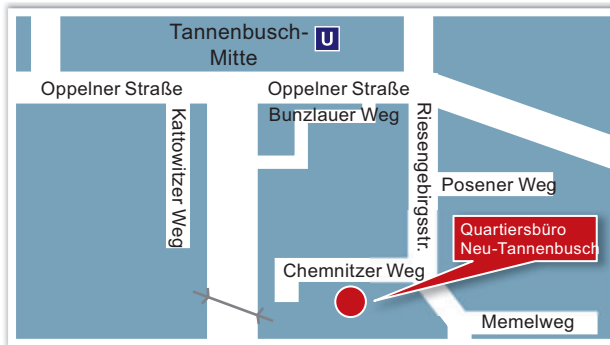 Tannenbusch-
Mitte
U
Oppelner Straße
Oppelner Straße
Bunzlauer Weg
Kattowitzer Weg
Riesengebirgsstr.
Posener Weg
Quartiersbüro
Neu-Tannenbusch
Chemnitzer Weg
Memelweg